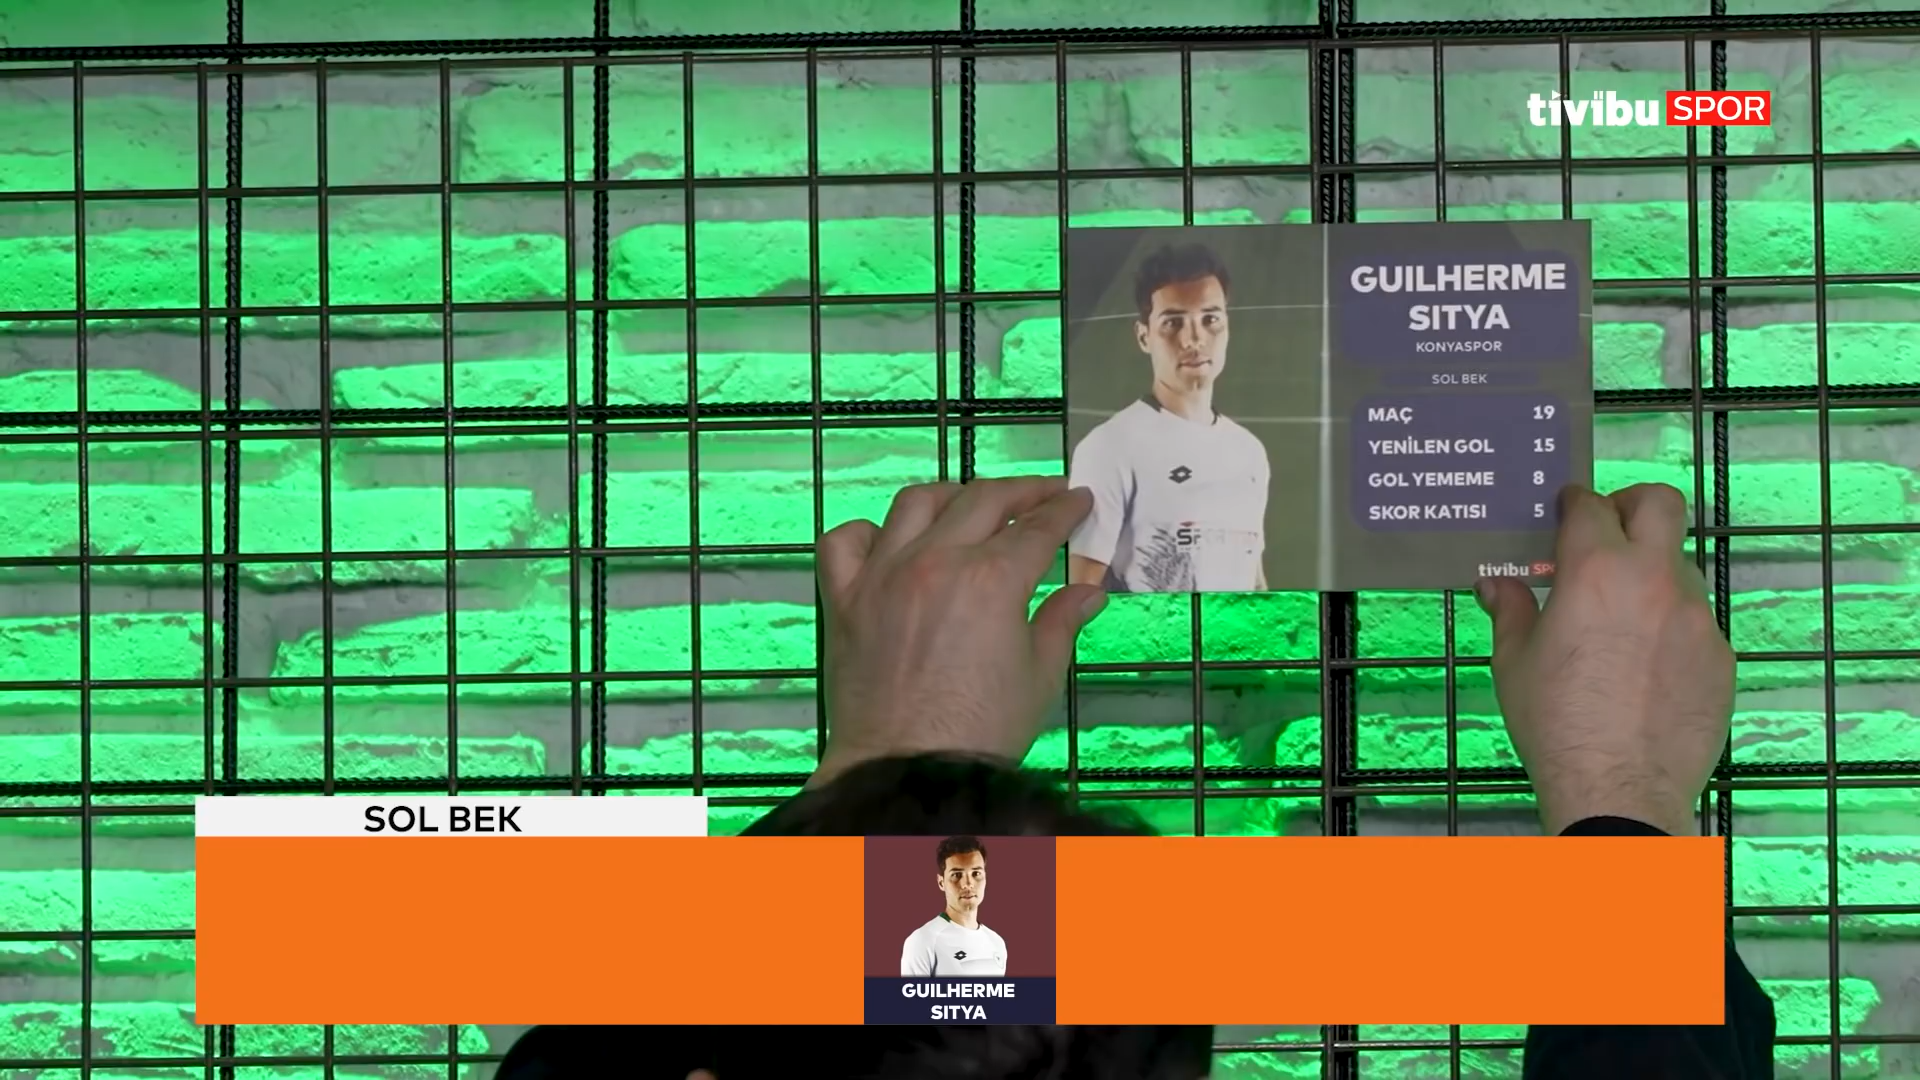 tivibu SPOR
GUILHERME
SITYA
KONYASPOR
SOL BEK
MAÇ 19
YENİLEN GOL 15
GOL YEMEME 8
SKOR KATISI 5
tivibu
SOL BEK
GUILHERME
SITYA